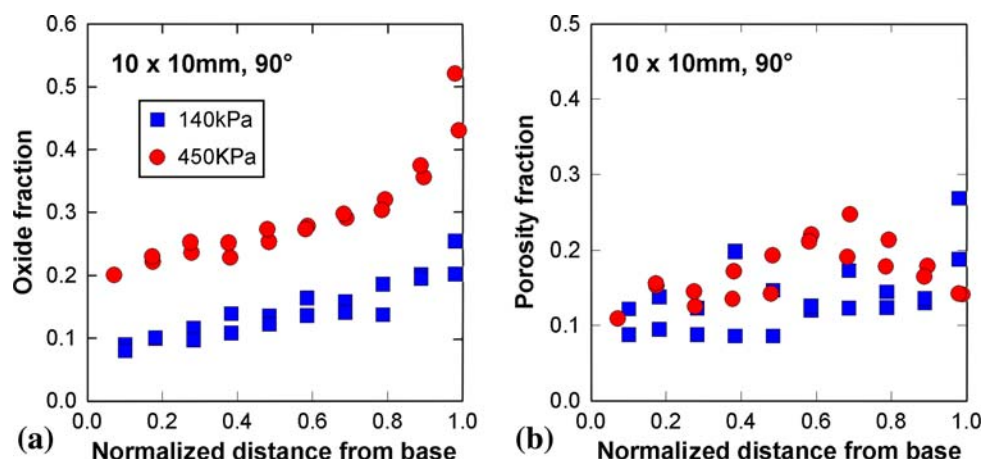 0.6
0.5
0.4
0.3
0.2
0.1
0.0
Oxide fraction
10 x 10mm, 90°
140kPa
450KPa
0.0 0.2 0.4 0.6 0.8 1.0
(a) Normalized distance from base
0.5
0.4
0.3
0.2
0.1
0.0
Porosity fraction
10 x 10mm, 90°
0.0 0.2 0.4 0.6 0.8 1.0
(b) Normalized distance from base